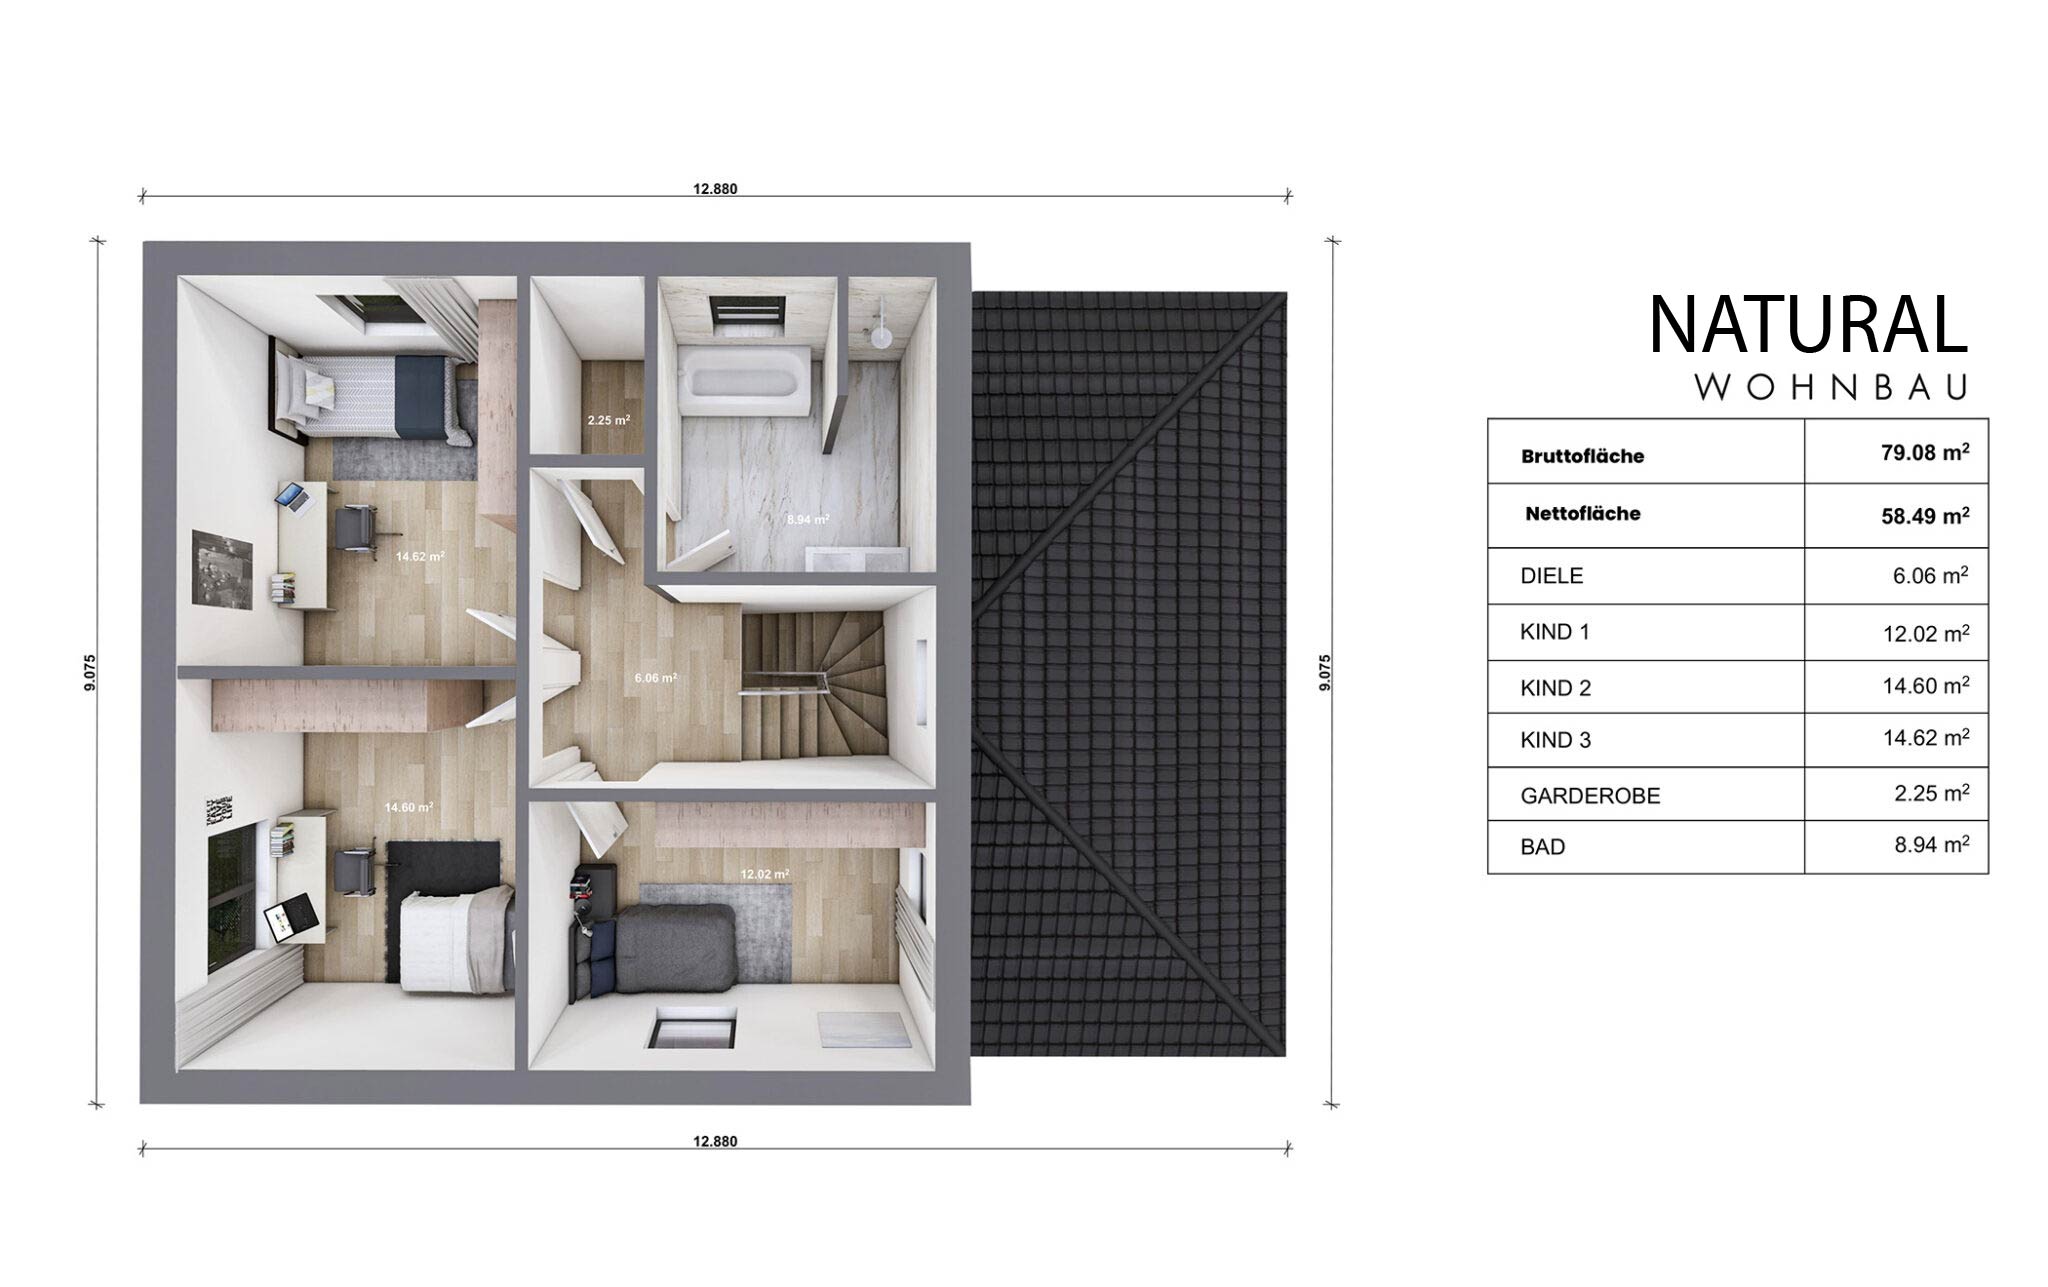 12.880
NATURAL
WOHNBAU
9.075
2.25 m²
8.94 m²
14.62 m²
6.06 m²
14.60 m²
12.02 m²
9.075
12.880
Bruttofläche 79.08 m²
Nettofläche 58.49 m²
DIELE 6.06 m²
KIND 1 12.02 m²
KIND 2 14.60 m²
KIND 3 14.62 m²
GARDEROBE 2.25 m²
BAD 8.94 m²